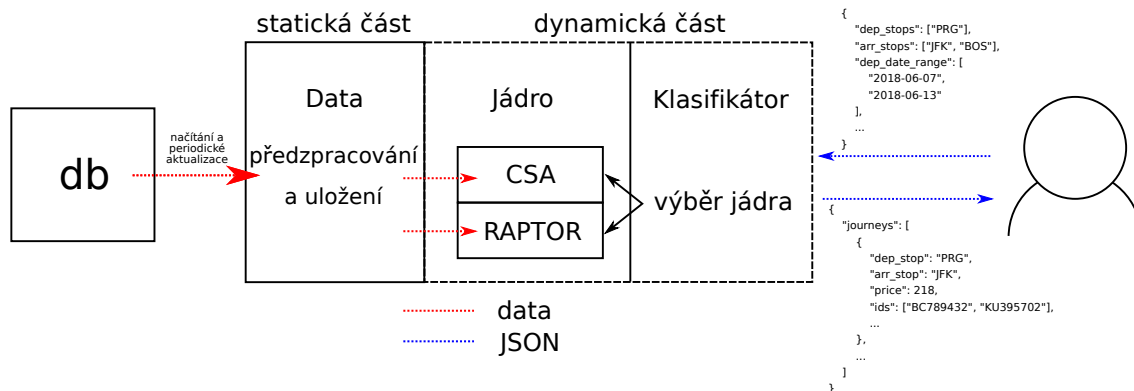 statická část
dynamická část
db
načítání a
periodické
aktualizace
Data
předzpracování
a uložení
Jádro
CSA
RAPTOR
Klasifikátor
výběr jádra
data
JSON
{
"dep_stops": ["PRG"],
"arr_stops": ["JFK", "BOS"],
"dep_date_range": [
"2018-06-07",
"2018-06-13"
],
...
}
{
"journeys": [
{
"dep_stop": "PRG",
"arr_stop": "JFK",
"price": 218,
"ids": ["BC789432", "KU395702"],
...
},
...
]
}